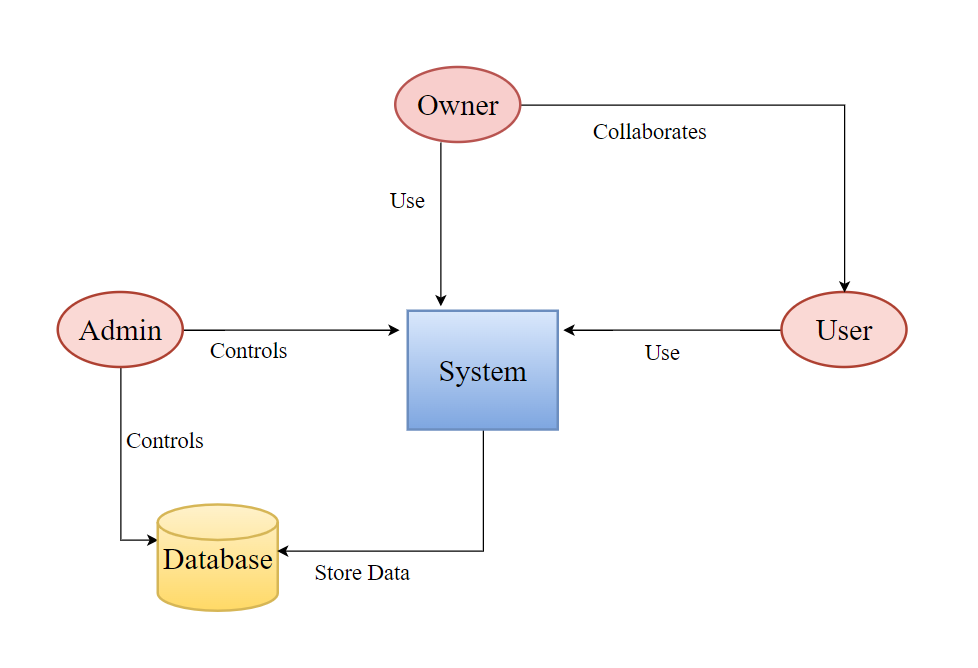 Owner
Collaborates
Use
Admin
Controls
System
Use
User
Controls
Database
Store Data